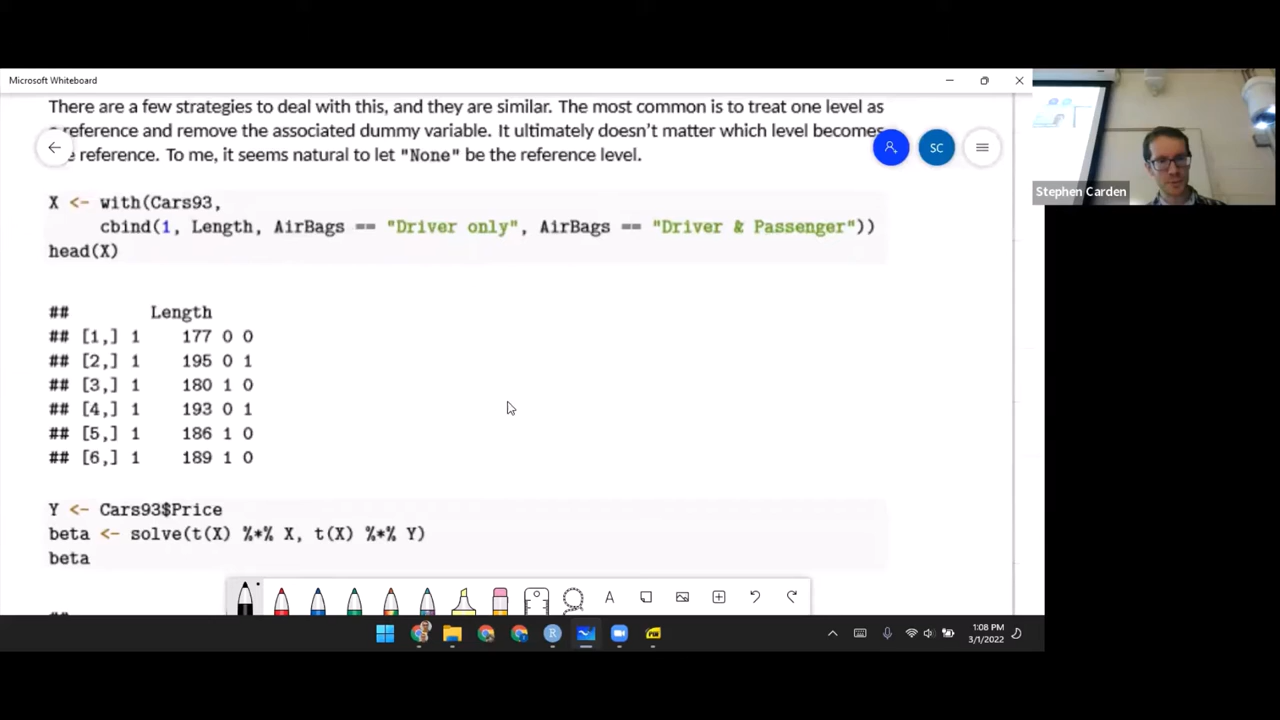 Microsoft Whiteboard
There are a few strategies to deal with this, and they are similar. The most common is to treat one level as
reference and remove the associated dummy variable. It ultimately doesn't matter which level becomes
reference. To me, it seems natural to let "None" be the reference level.
SC
Stephen Carden
X <- with(Cars93,
cbind(1, Length, AirBags == "Driver only", AirBags == "Driver & Passenger"))
head(X)
## Length
## [1,] 1 177 0 0
## [2,] 1 195 0 1
## [3,] 1 180 1 0
## [4,] 1 193 0 1
## [5,] 1 186 1 0
## [6,] 1 189 1 0
Y <- Cars93$Price
beta <- solve(t(X) %*% X, t(X) %*% Y)
beta
##
A
1:08 PM
3/1/2022